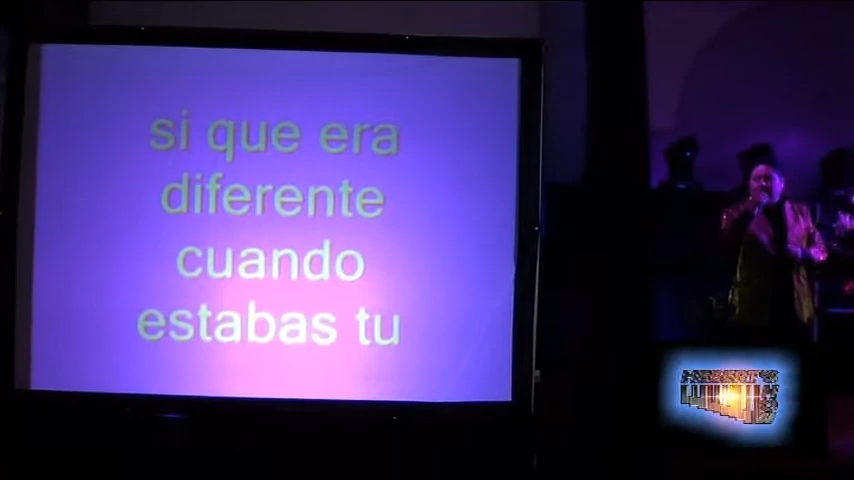 si que era
diferente
cuando
estabas tu